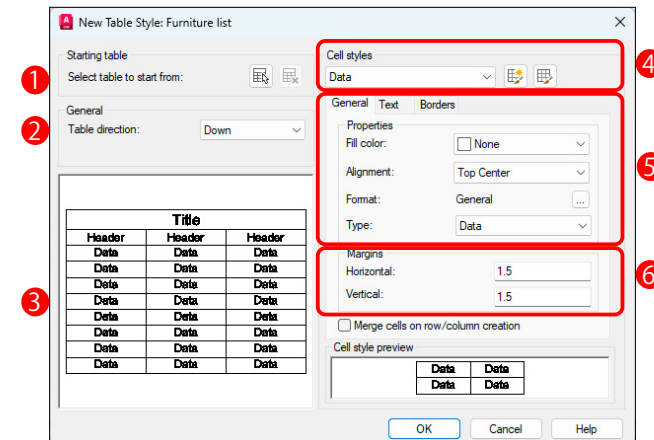 New Table Style: Furniture list
Starting table
Select table to start from:
1
General
2
Table direction: Down
3
Title
Header Header Header
Data Data Data
Data Data Data
Data Data Data
Data Data Data
Data Data Data
Data Data Data
Data Data Data
Data Data Data
Cell styles
Data
4
General Text Borders
Properties
Fill color: None
Alignment: Top Center
5
Format: General ...
Type: Data
Margins
Horizontal: 1.5
6
Vertical: 1.5
Merge cells on row/column creation
Cell style preview
Data Data
Data Data
OK Cancel Help